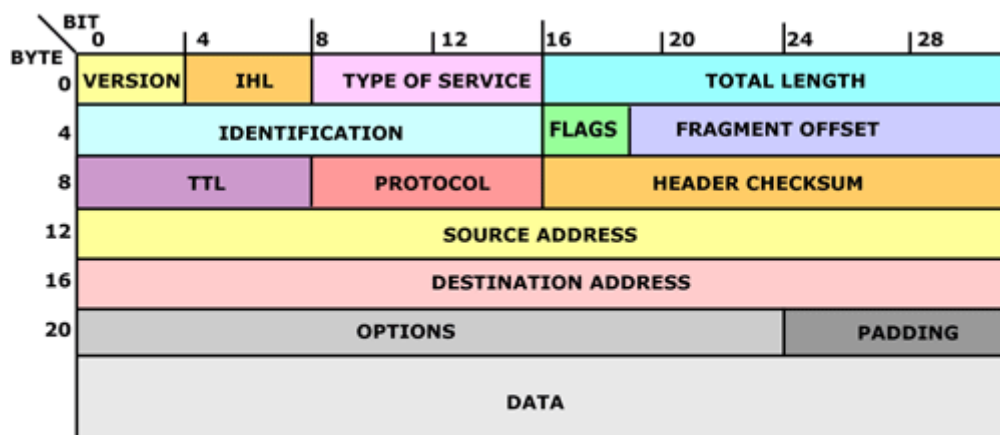 BIT
0 4 8 12 16 20 24 28
BYTE
0 VERSION IHL TYPE OF SERVICE TOTAL LENGTH
4 IDENTIFICATION FLAGS FRAGMENT OFFSET
8 TTL PROTOCOL HEADER CHECKSUM
12 SOURCE ADDRESS
16 DESTINATION ADDRESS
20 OPTIONS PADDING
DATA